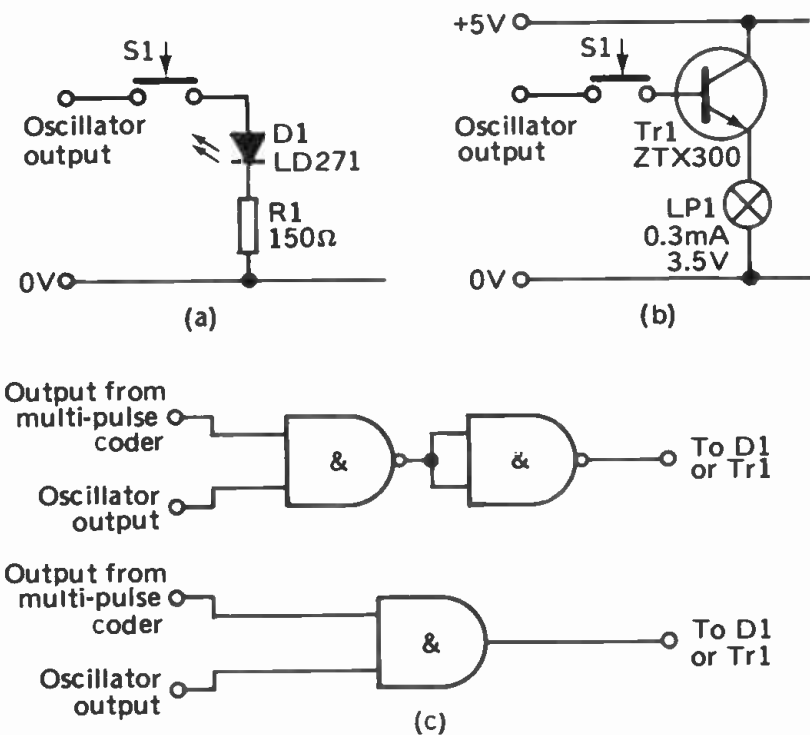 S1
Oscillator
output
D1
LD271
R1
150Ω
0V
(a)
+5V
S1
Oscillator
output
Tr1
ZTX300
LP1
0.3mA
3.5V
0V
(b)
Output from
multi-pulse
coder
Oscillator
output
&
&
To D1
or Tr1
Output from
multi-pulse
coder
Oscillator
output
&
To D1
or Tr1
(c)